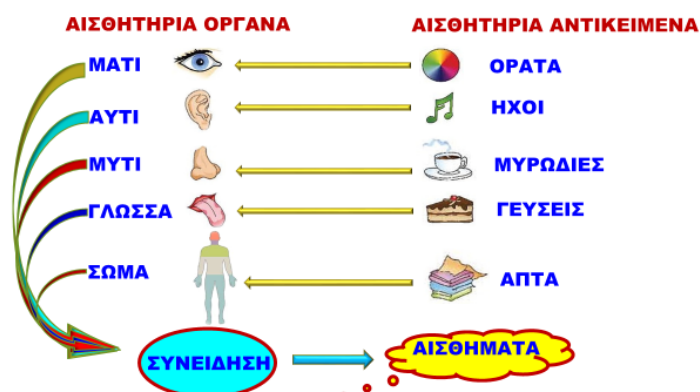 ΑΙΣΘΗΤΗΡΙΑ ΟΡΓΑΝΑ
ΑΙΣΘΗΤΗΡΙΑ ΑΝΤΙΚΕΙΜΕΝΑ
ΜΑΤΙ
ΟΡΑΤΑ
ΑΥΤΙ
ΗΧΟΙ
ΜΥΤΙ
ΜΥΡΩΔΙΕΣ
ΓΛΩΣΣΑ
ΓΕΥΣΕΙΣ
ΣΩΜΑ
ΑΠΤΑ
ΣΥΝΕΙΔΗΣΗ
ΑΙΣΘΗΜΑΤΑ